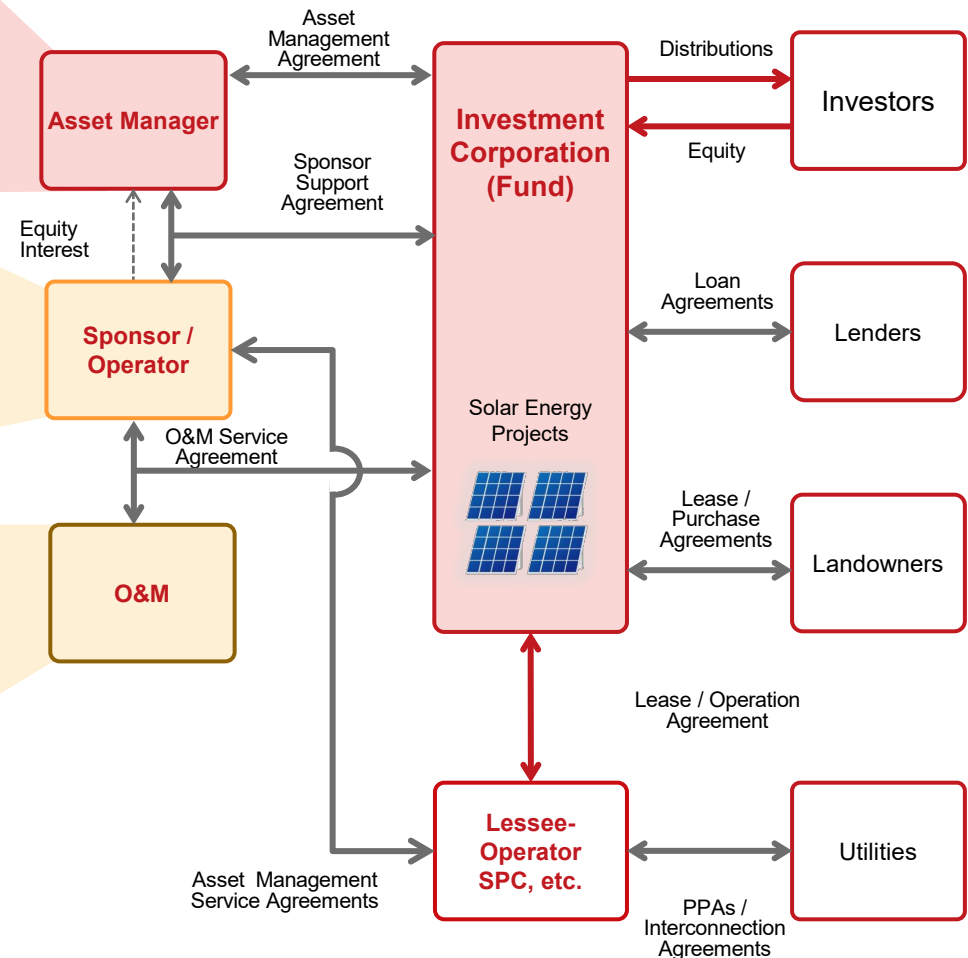 Asset
Management
Agreement
Asset Manager
Investment
Corporation
(Fund)
Distributions
Equity
Investors
Sponsor
Support
Agreement
Equity
Interest
Sponsor /
Operator
Loan
Agreements
Lenders
Solar Energy
Projects
O&M Service
Agreement
O&M
Lease /
Purchase
Agreements
Landowners
Lease / Operation
Agreement
Lessee-
Operator
SPC, etc.
Utilities
Asset Management
Service Agreements
PPAs /
Interconnection
Agreements